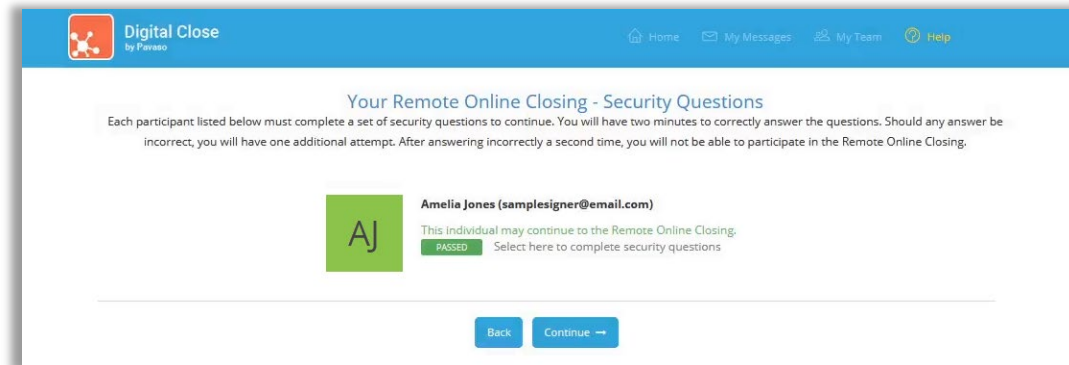 Digital Close
by Pavaso
Home My Messages My Team Help
Your Remote Online Closing - Security Questions
Each participant listed below must complete a set of security questions to continue. You will have two minutes to correctly answer the questions. Should any answer be
incorrect, you will have one additional attempt. After answering incorrectly a second time, you will not be able to participate in the Remote Online Closing.
AJ
Amelia Jones (samplesigner@email.com)
This individual may continue to the Remote Online Closing.
PASSED Select here to complete security questions
Back Continue →